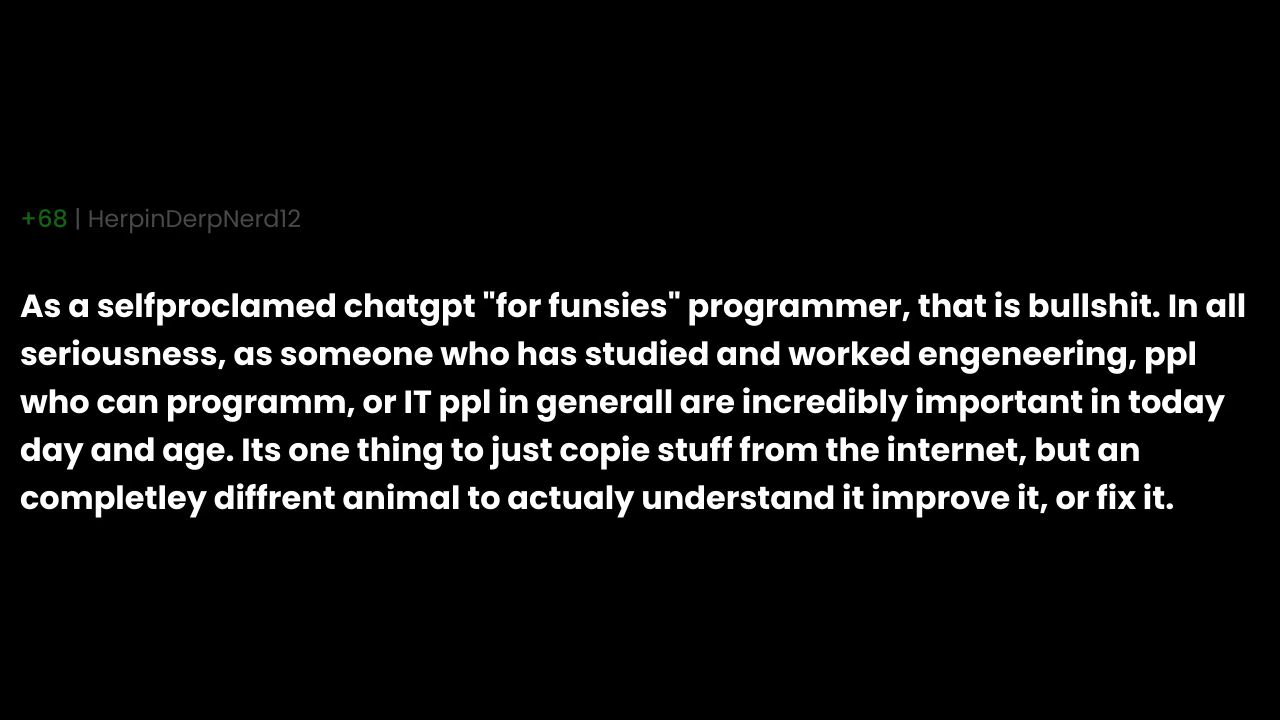 +68 | HerpinDerpNerd12
As a selfproclamed chatgpt "for funsies" programmer, that is bullshit. In all
seriousness, as someone who has studied and worked engeneering, ppl
who can programm, or IT ppl in generall are incredibly important in today
day and age. Its one thing to just copie stuff from the internet, but an
completley diffrent animal to actualy understand it improve it, or fix it.